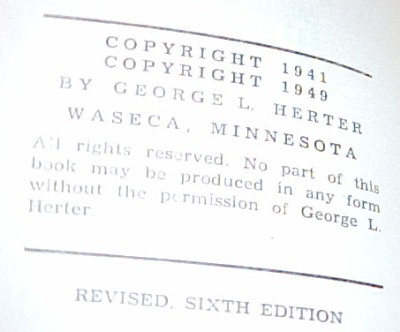 COPYRIGHT 1941
COPYRIGHT 1949
BY GEORGE L. HERTER
WASECA, MINNESOTA
All rights reserved. No part of this
book may be produced in any form
without the permission of George L.
Herter
REVISED, SIXTH EDITION